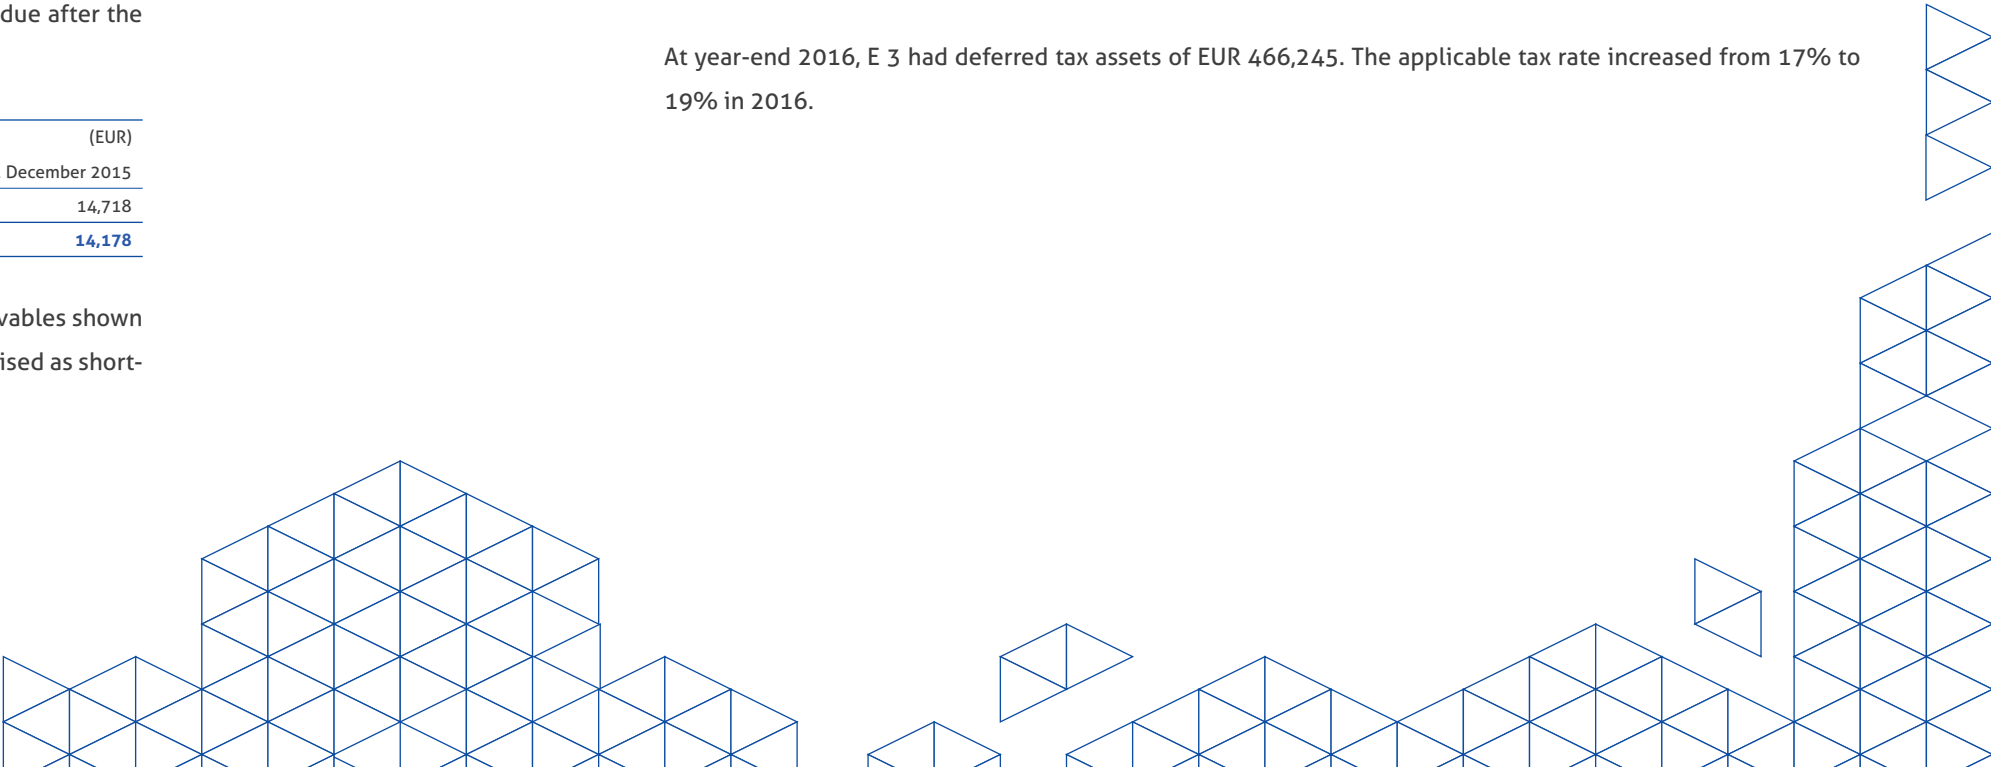 due after the
(EUR)
December 2015
14,718
14,178
vables shown
ised as short-
At year-end 2016, E 3 had deferred tax assets of EUR 466,245. The applicable tax rate increased from 17% to
19% in 2016.